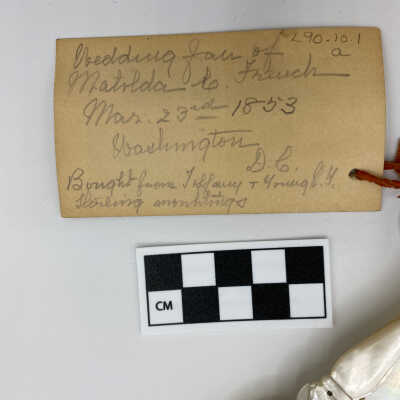 L90.10.1
a
Wedding Fan of
Matilda C. French
Mar. 23rd 1853
Washington
D.C.
Bought from Tiffany + Young N.Y.
Sterling mountings
CM